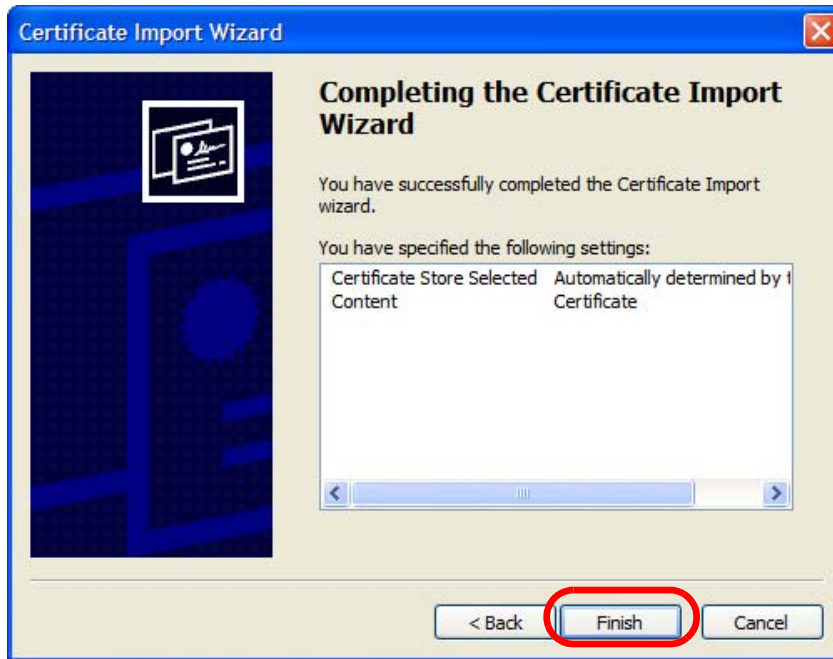 Certificate Import Wizard
Completing the Certificate Import
Wizard
You have successfully completed the Certificate Import
wizard.
You have specified the following settings:
Certificate Store Selected Automatically determined by t
Content Certificate
< Back Finish Cancel